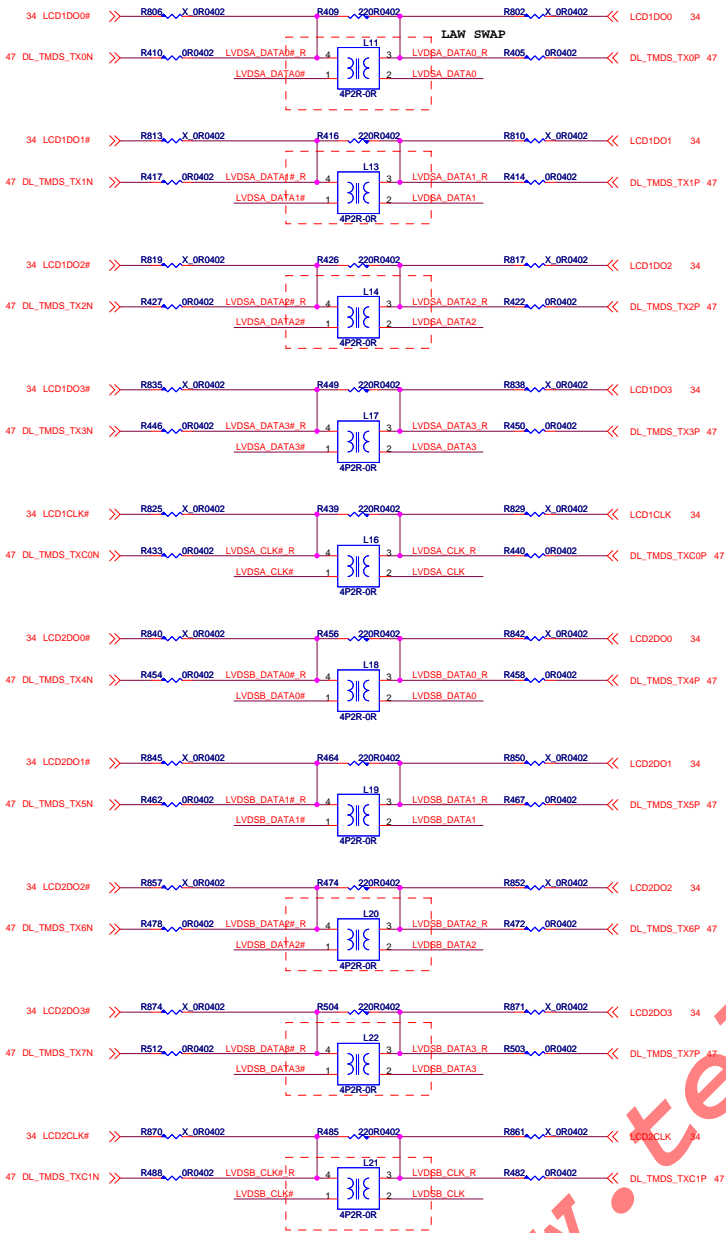 LCD1DO0# 34 R806 X_0R0402 R409 220R0402 R802 X_0R0402 LCD1DO0 34
LAW SWAP
L11
47 DL_TMDS_TX0N R410 0R0402 LVDSA_DATA0#_R 4 3 LVDSA_DATA0_R R405 0R0402 DL_TMDS_TX0P 47
LVDSA_DATA0# 1 2 LVDSA_DATA0
4P2R-0R
34 LCD1DO1# R813 X_0R0402 R416 220R0402 R810 X_0R0402 LCD1DO1 34
L13
47 DL_TMDS_TX1N R417 0R0402 LVDSA_DATA1#_R 4 3 LVDSA_DATA1_R R414 0R0402 DL_TMDS_TX1P 47
LVDSA_DATA1# 1 2 LVDSA_DATA1
4P2R-0R
34 LCD1DO2# R819 X_0R0402 R426 220R0402 R817 X_0R0402 LCD1DO2 34
L14
47 DL_TMDS_TX2N R427 0R0402 LVDSA_DATA2#_R 4 3 LVDSA_DATA2_R R422 0R0402 DL_TMDS_TX2P 47
LVDSA_DATA2# 1 2 LVDSA_DATA2
4P2R-0R
34 LCD1DO3# R835 X_0R0402 R449 220R0402 R838 X_0R0402 LCD1DO3 34
L17
47 DL_TMDS_TX3N R446 0R0402 LVDSA_DATA3#_R 4 3 LVDSA_DATA3_R R450 0R0402 DL_TMDS_TX3P 47
LVDSA_DATA3# 1 2 LVDSA_DATA3
4P2R-0R
34 LCD1CLK# R825 X_0R0402 R439 220R0402 R829 X_0R0402 LCD1CLK 34
L16
47 DL_TMDS_TXC0N R433 0R0402 LVDSA_CLK#_R 4 3 LVDSA_CLK_R R440 0R0402 DL_TMDS_TXC0P 47
LVDSA_CLK# 1 2 LVDSA_CLK
4P2R-0R
34 LCD2DO0# R840 X_0R0402 R456 220R0402 R842 X_0R0402 LCD2DO0 34
L18
47 DL_TMDS_TX4N R454 0R0402 LVDSB_DATA0#_R 4 3 LVDSB_DATA0_R R458 0R0402 DL_TMDS_TX4P 47
LVDSB_DATA0# 1 2 LVDSB_DATA0
4P2R-0R
34 LCD2DO1# R845 X_0R0402 R464 220R0402 R850 X_0R0402 LCD2DO1 34
L19
47 DL_TMDS_TX5N R462 0R0402 LVDSB_DATA1#_R 4 3 LVDSB_DATA1_R R467 0R0402 DL_TMDS_TX5P 47
LVDSB_DATA1# 1 2 LVDSB_DATA1
4P2R-0R
34 LCD2DO2# R857 X_0R0402 R474 220R0402 R852 X_0R0402 LCD2DO2 34
L20
47 DL_TMDS_TX6N R478 0R0402 LVDSB_DATA2#_R 4 3 LVDSB_DATA2_R R472 0R0402 DL_TMDS_TX6P 47
LVDSB_DATA2# 1 2 LVDSB_DATA2
4P2R-0R
34 LCD2DO3# R874 X_0R0402 R504 220R0402 R871 X_0R0402 LCD2DO3 34
L22
47 DL_TMDS_TX7N R512 0R0402 LVDSB_DATA3#_R 4 3 LVDSB_DATA3_R R503 0R0402 DL_TMDS_TX7P 47
LVDSB_DATA3# 1 2 LVDSB_DATA3
4P2R-0R
34 LCD2CLK# R870 X_0R0402 R485 220R0402 R861 X_0R0402 LCD2CLK 34
L21
47 DL_TMDS_TXC1N R488 0R0402 LVDSB_CLK#_R 4 3 LVDSB_CLK_R R482 0R0402 DL_TMDS_TXC1P 47
LVDSB_CLK# 1 2 LVDSB_CLK
4P2R-0R
w.te